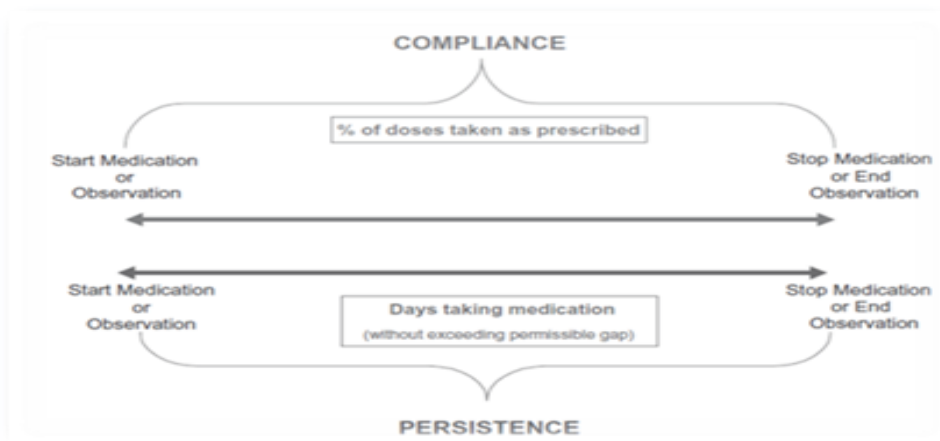 COMPLIANCE
% of doses taken as prescribed
Start Medication
or
Observation
Stop Medication
or End
Observation
Start Medication
or
Observation
Days taking medication
(without exceeding permissible gap)
Stop Medication
or End
Observation
PERSISTENCE